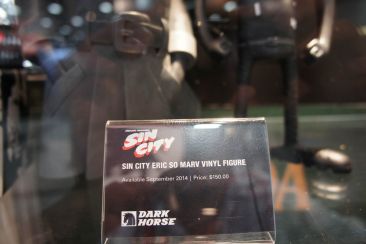 SIN
CITY
SIN CITY ERIC SO MARV VINYL FIGURE
Available September 2014 | Price: $150.00
DARK
HORSE